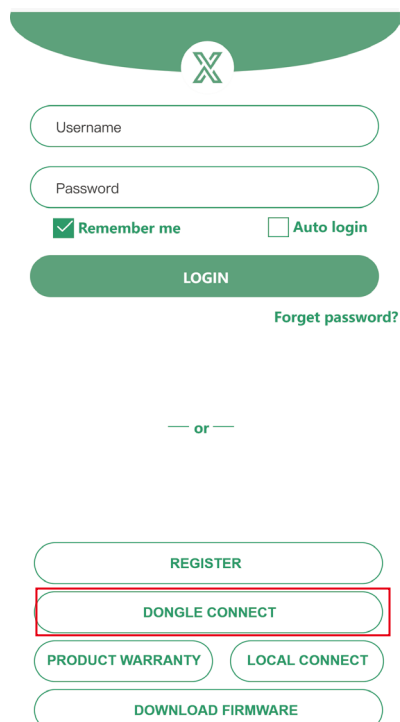 Username
Password
Remember me Auto login
LOGIN
Forget password?
or
REGISTER
DONGLE CONNECT
PRODUCT WARRANTY LOCAL CONNECT
DOWNLOAD FIRMWARE